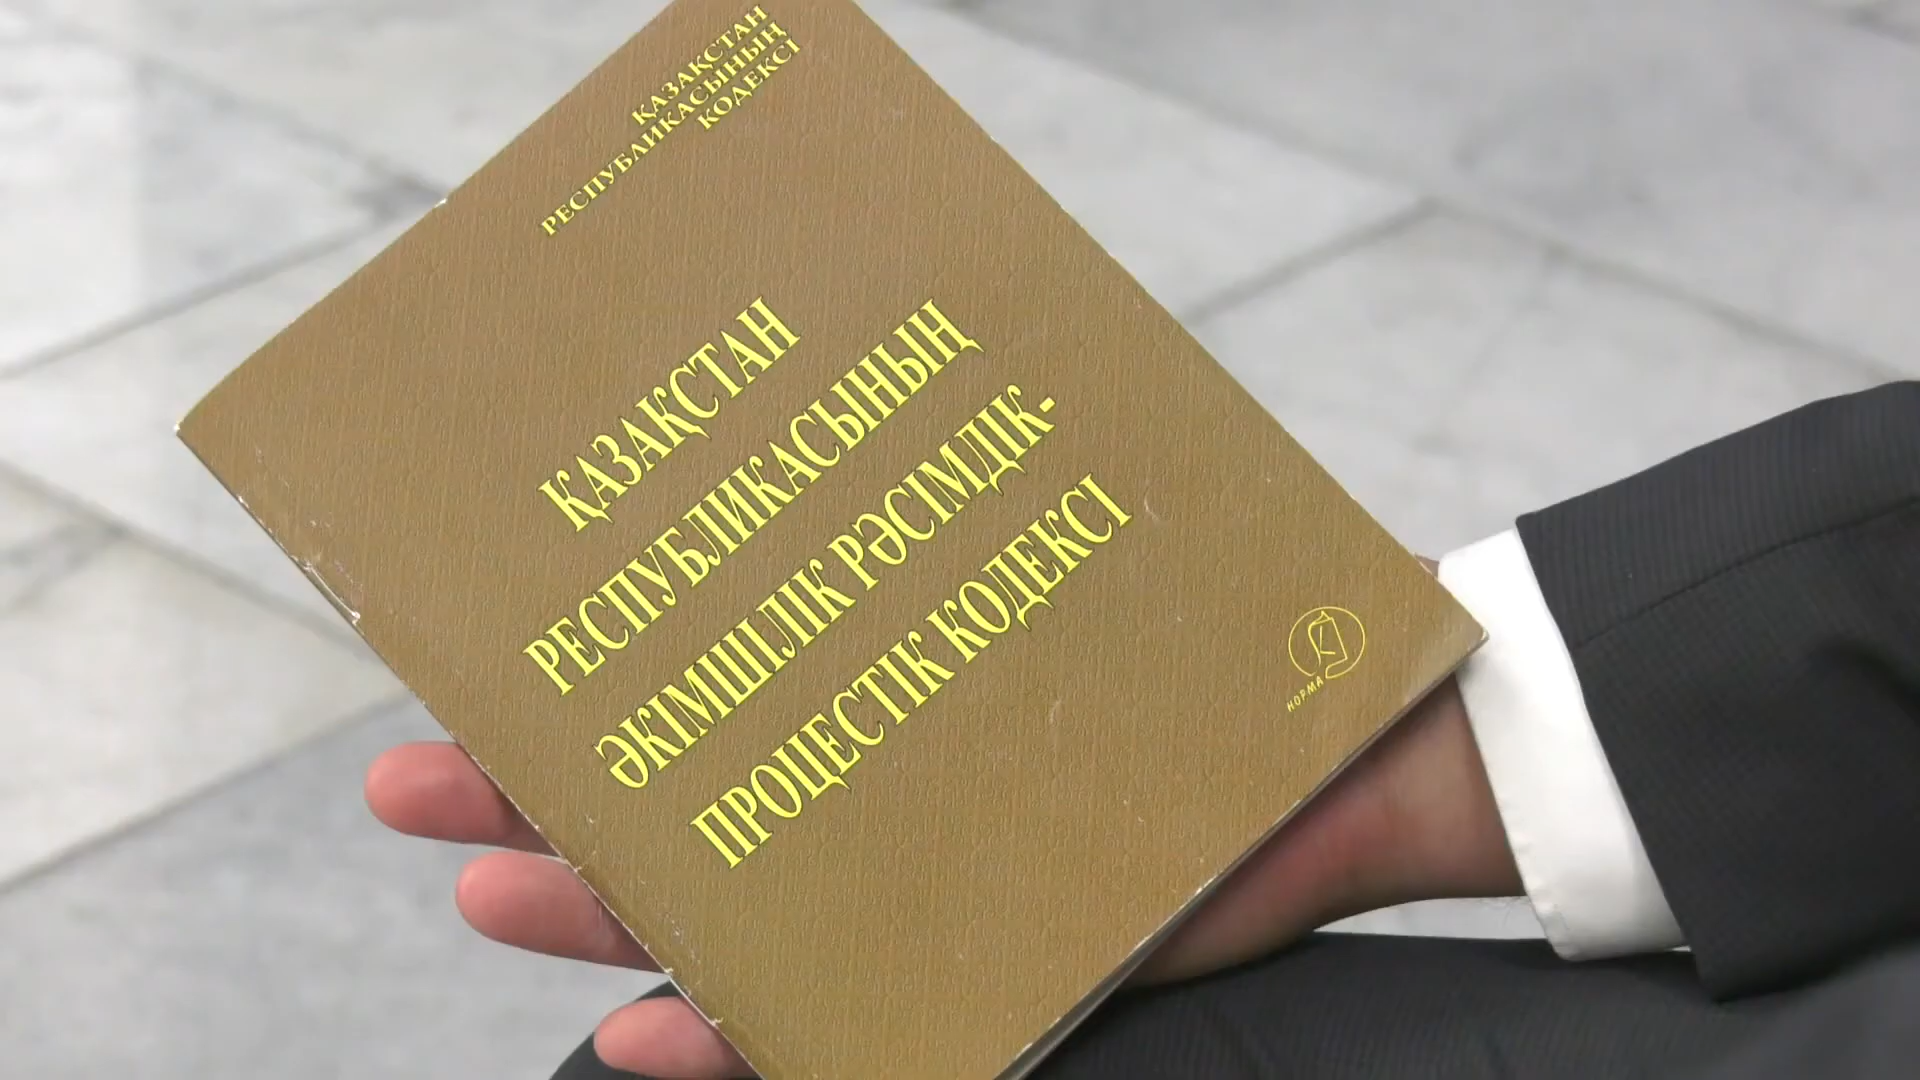 ҚАЗАҚСТАН
РЕСПУБЛИКАСЫНЫҢ
КОДЕКСІ
ҚАЗАҚСТАН
РЕСПУБЛИКАСЫНЫҢ
ӘКІМШІЛІК РӘСІМДІК-
ПРОЦЕСТІК КОДЕКСІ
НОРМА